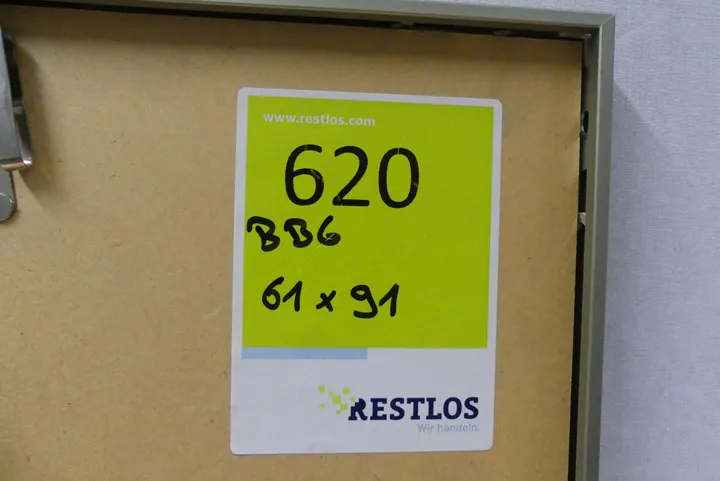 www.restlos.com
620
BB6
61 x 91
RESTLOS
Wir handeln.